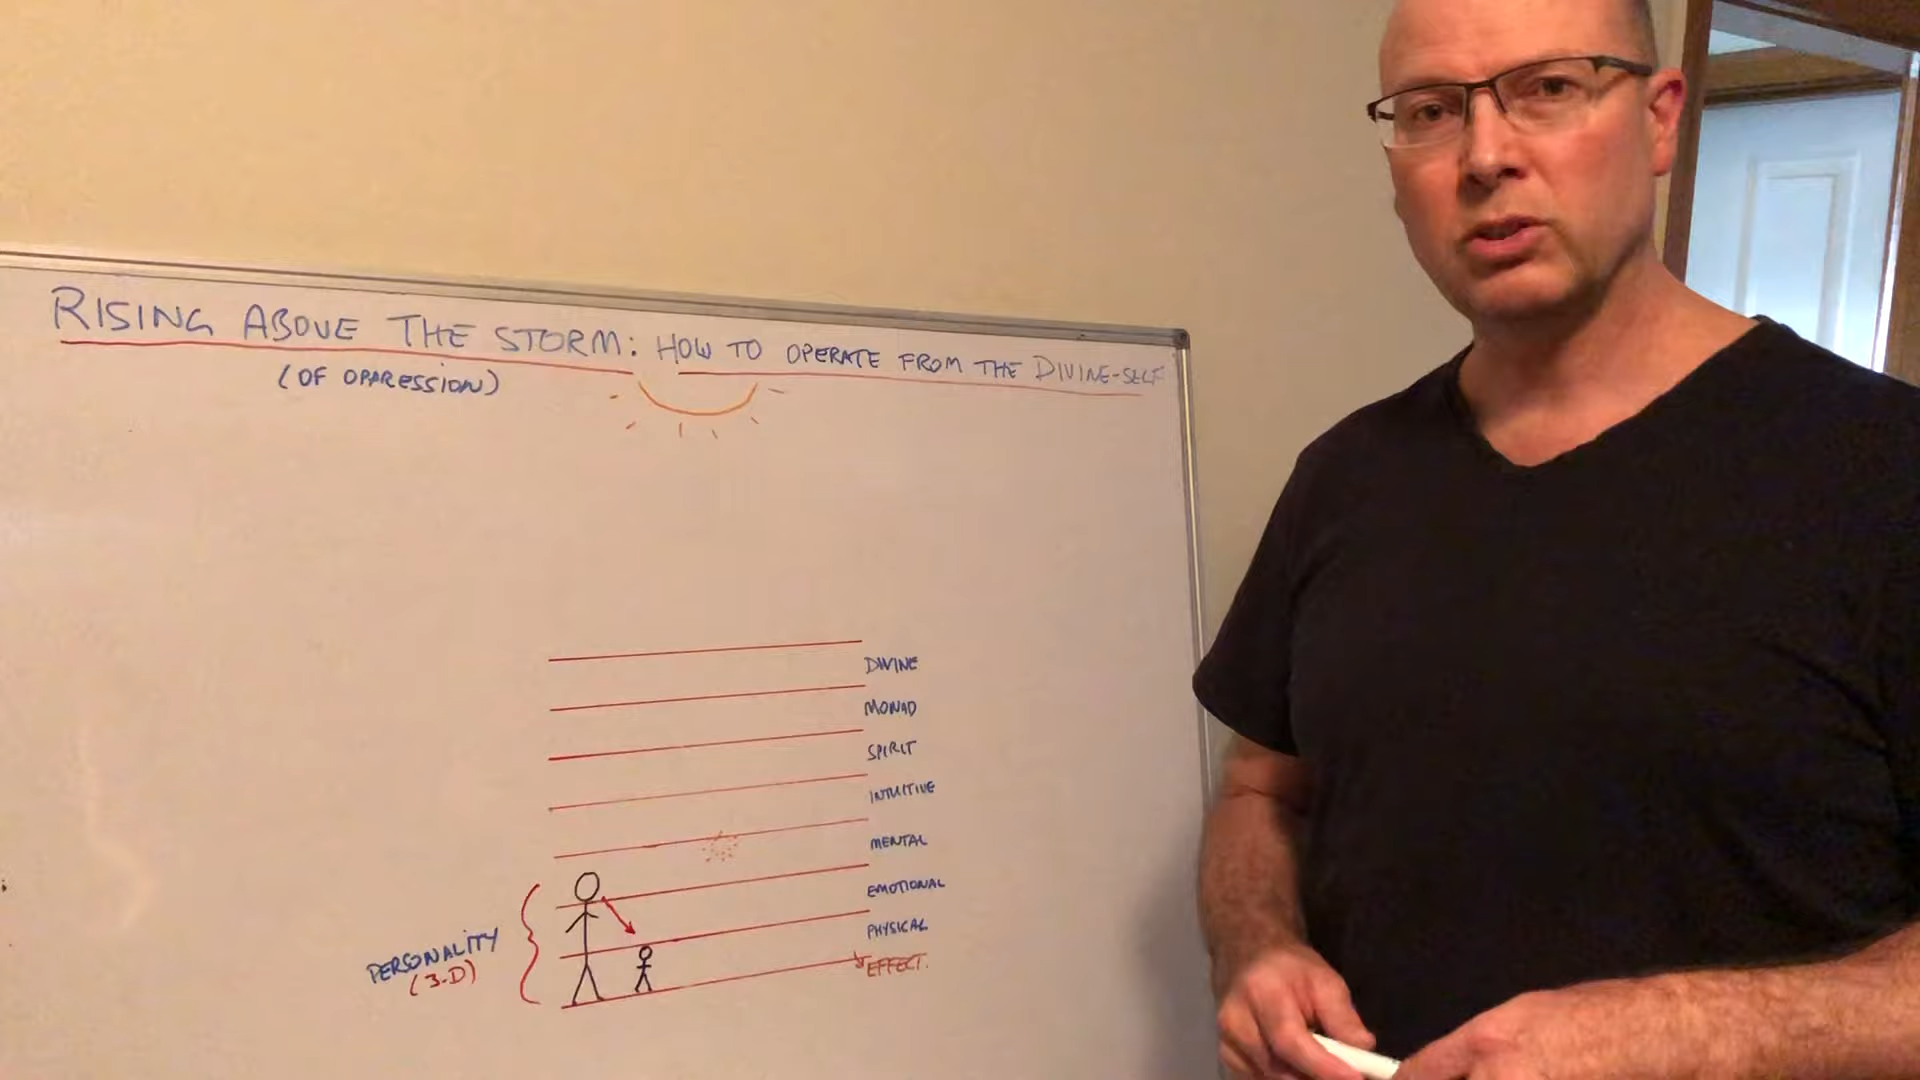 RISING ABOVE THE STORM: HOW TO OPERATE FROM THE DIVINE-SELF
(OF OPPRESSION)
DIVINE
MONAD
SPIRIT
INTUITIVE
MENTAL
EMOTIONAL
PHYSICAL
EFFECT.
PERSONALITY
(3-D)